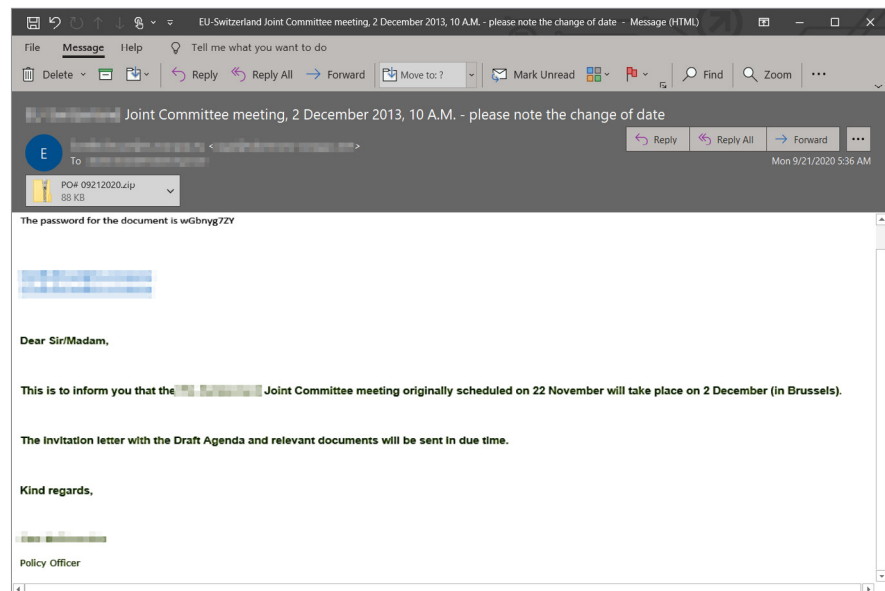 EU-Switzerland Joint Committee meeting, 2 December 2013, 10 A.M. - please note the change of date - Message (HTML)
File Message Help Tell me what you want to do
Delete Reply Reply All Forward Move to: ? Mark Unread Find Zoom
Joint Committee meeting, 2 December 2013, 10 A.M. - please note the change of date
E
< >
To
Reply Reply All Forward
Mon 9/21/2020 5:36 AM
PO# 09212020.zip
88 KB
The password for the document is wGbnyg7ZY
Dear Sir/Madam,
This is to inform you that the Joint Committee meeting originally scheduled on 22 November will take place on 2 December (in Brussels).
The invitation letter with the Draft Agenda and relevant documents will be sent in due time.
Kind regards,
Policy Officer